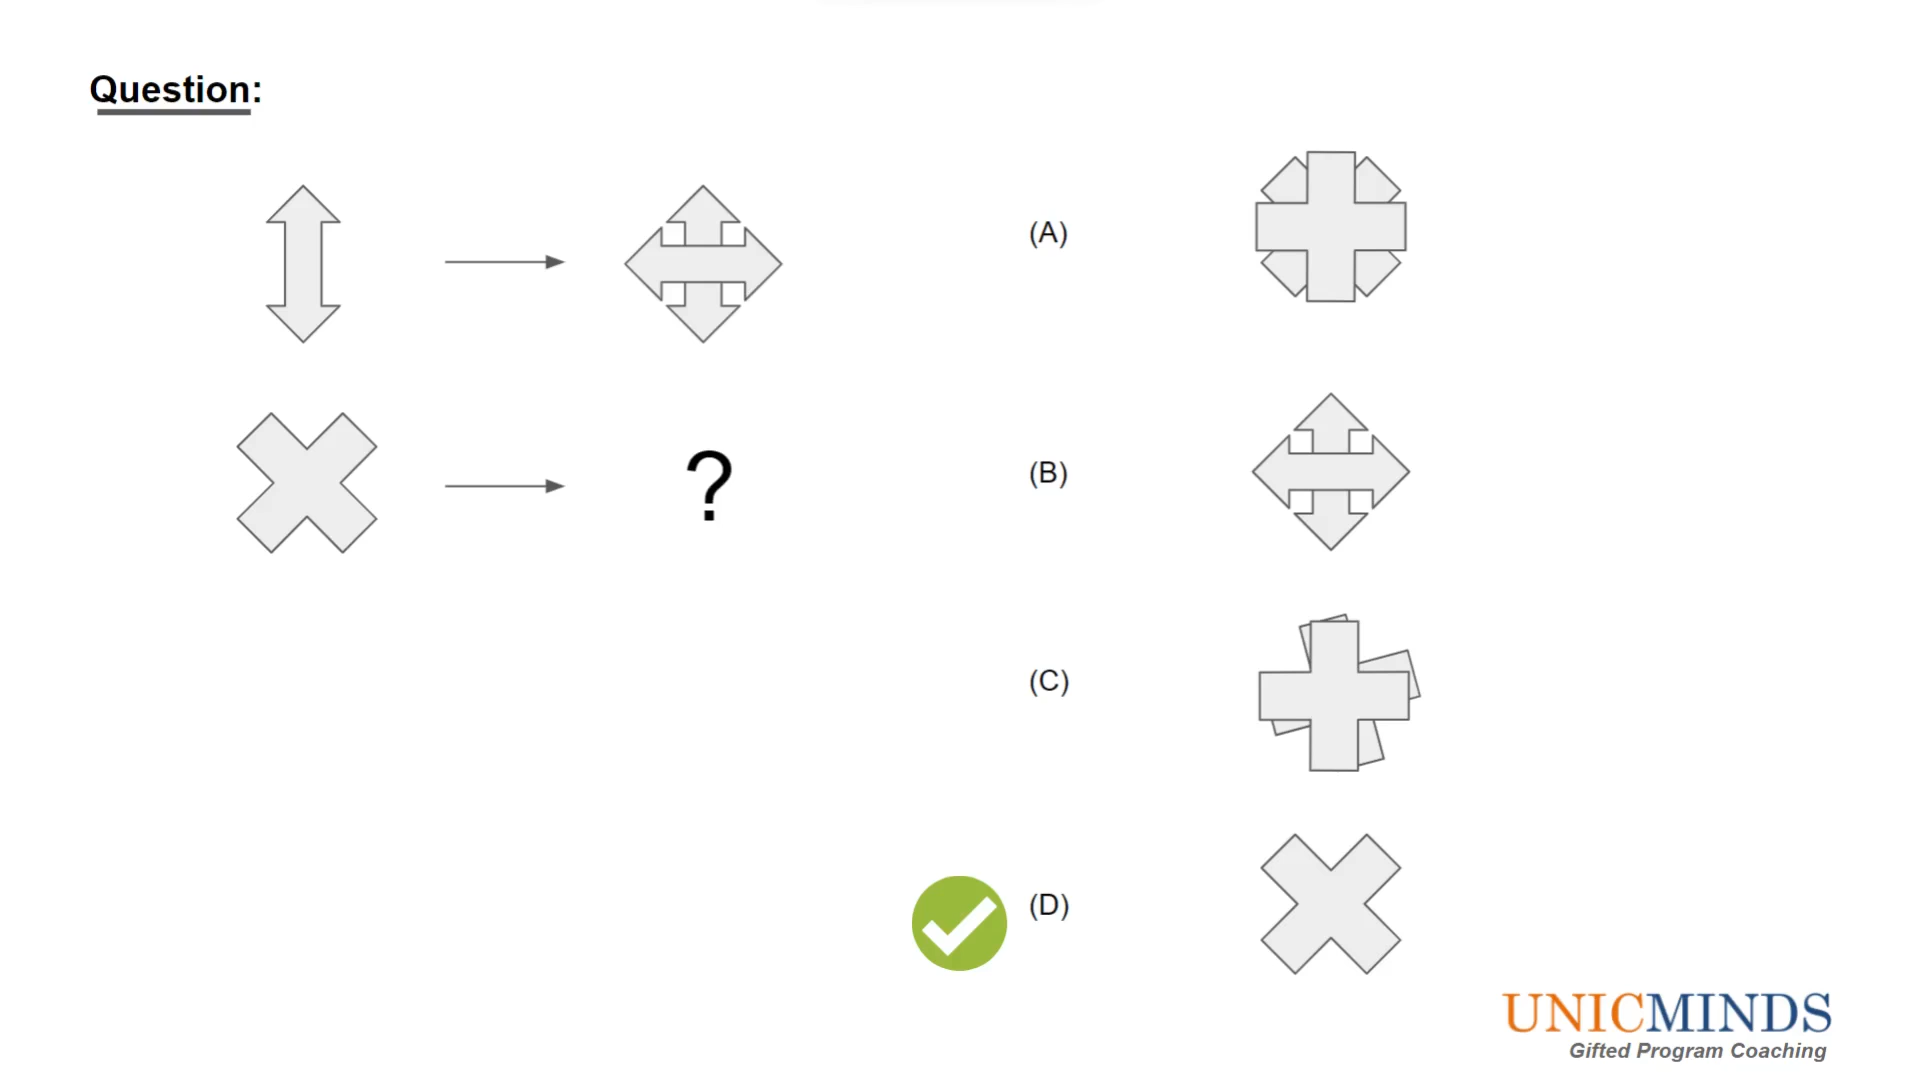 Question:
(A)
?
(B)
(C)
(D)
UNICMINDS
Gifted Program Coaching